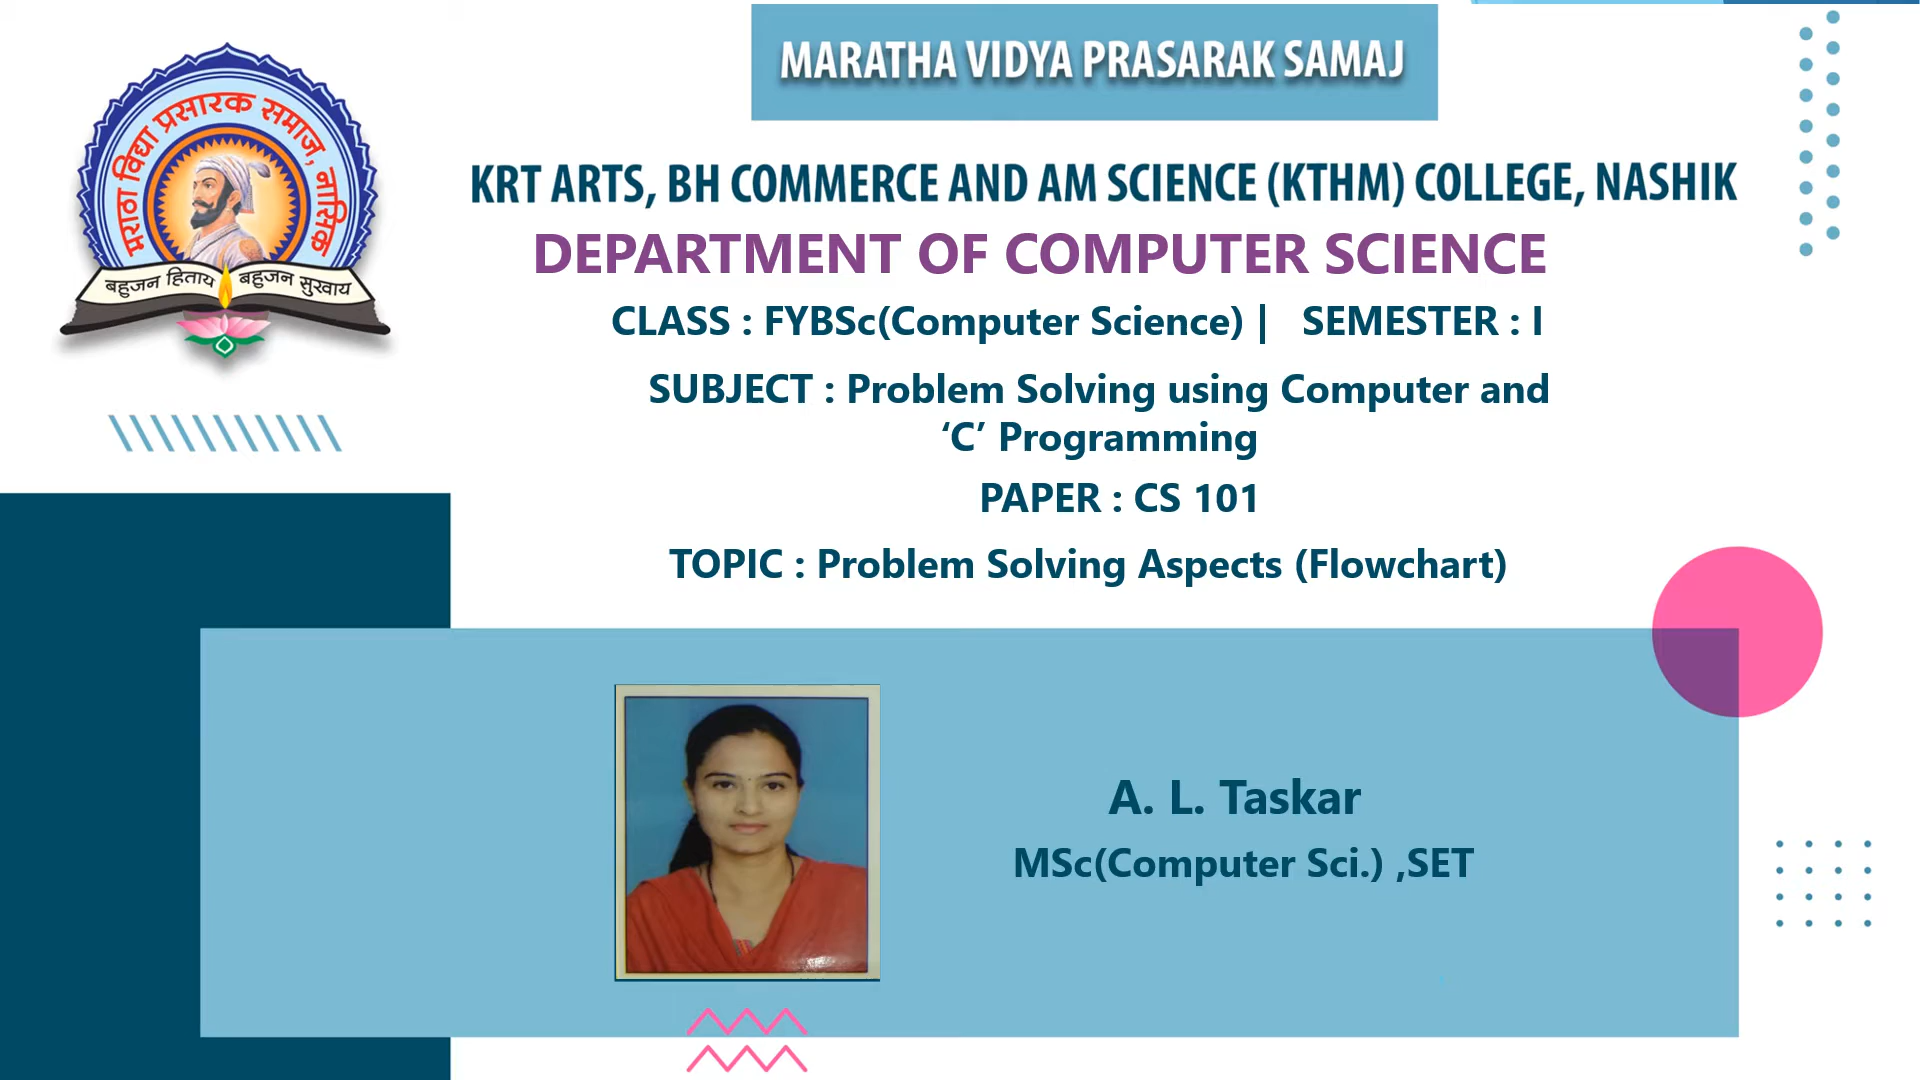 मराठा विद्या प्रसारक समाज, नासिक
बहुजन हिताय बहुजन सुखाय
MARATHA VIDYA PRASARAK SAMAJ
KRT ARTS, BH COMMERCE AND AM SCIENCE (KTHM) COLLEGE, NASHIK
DEPARTMENT OF COMPUTER SCIENCE
CLASS : FYBSc(Computer Science) | SEMESTER : I
SUBJECT : Problem Solving using Computer and
‘C’ Programming
PAPER : CS 101
TOPIC : Problem Solving Aspects (Flowchart)
A. L. Taskar
MSc(Computer Sci.) ,SET